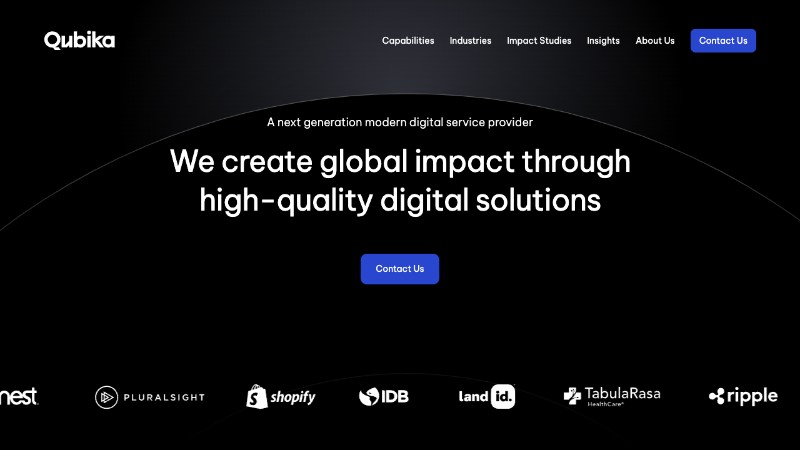 Qubika
Capabilities Industries Impact Studies Insights About Us Contact Us
A next generation modern digital service provider
We create global impact through
high-quality digital solutions
Contact Us
nest PLURALSIGHT shopify IDB land id. TabulaRasa ripple
HealthCare